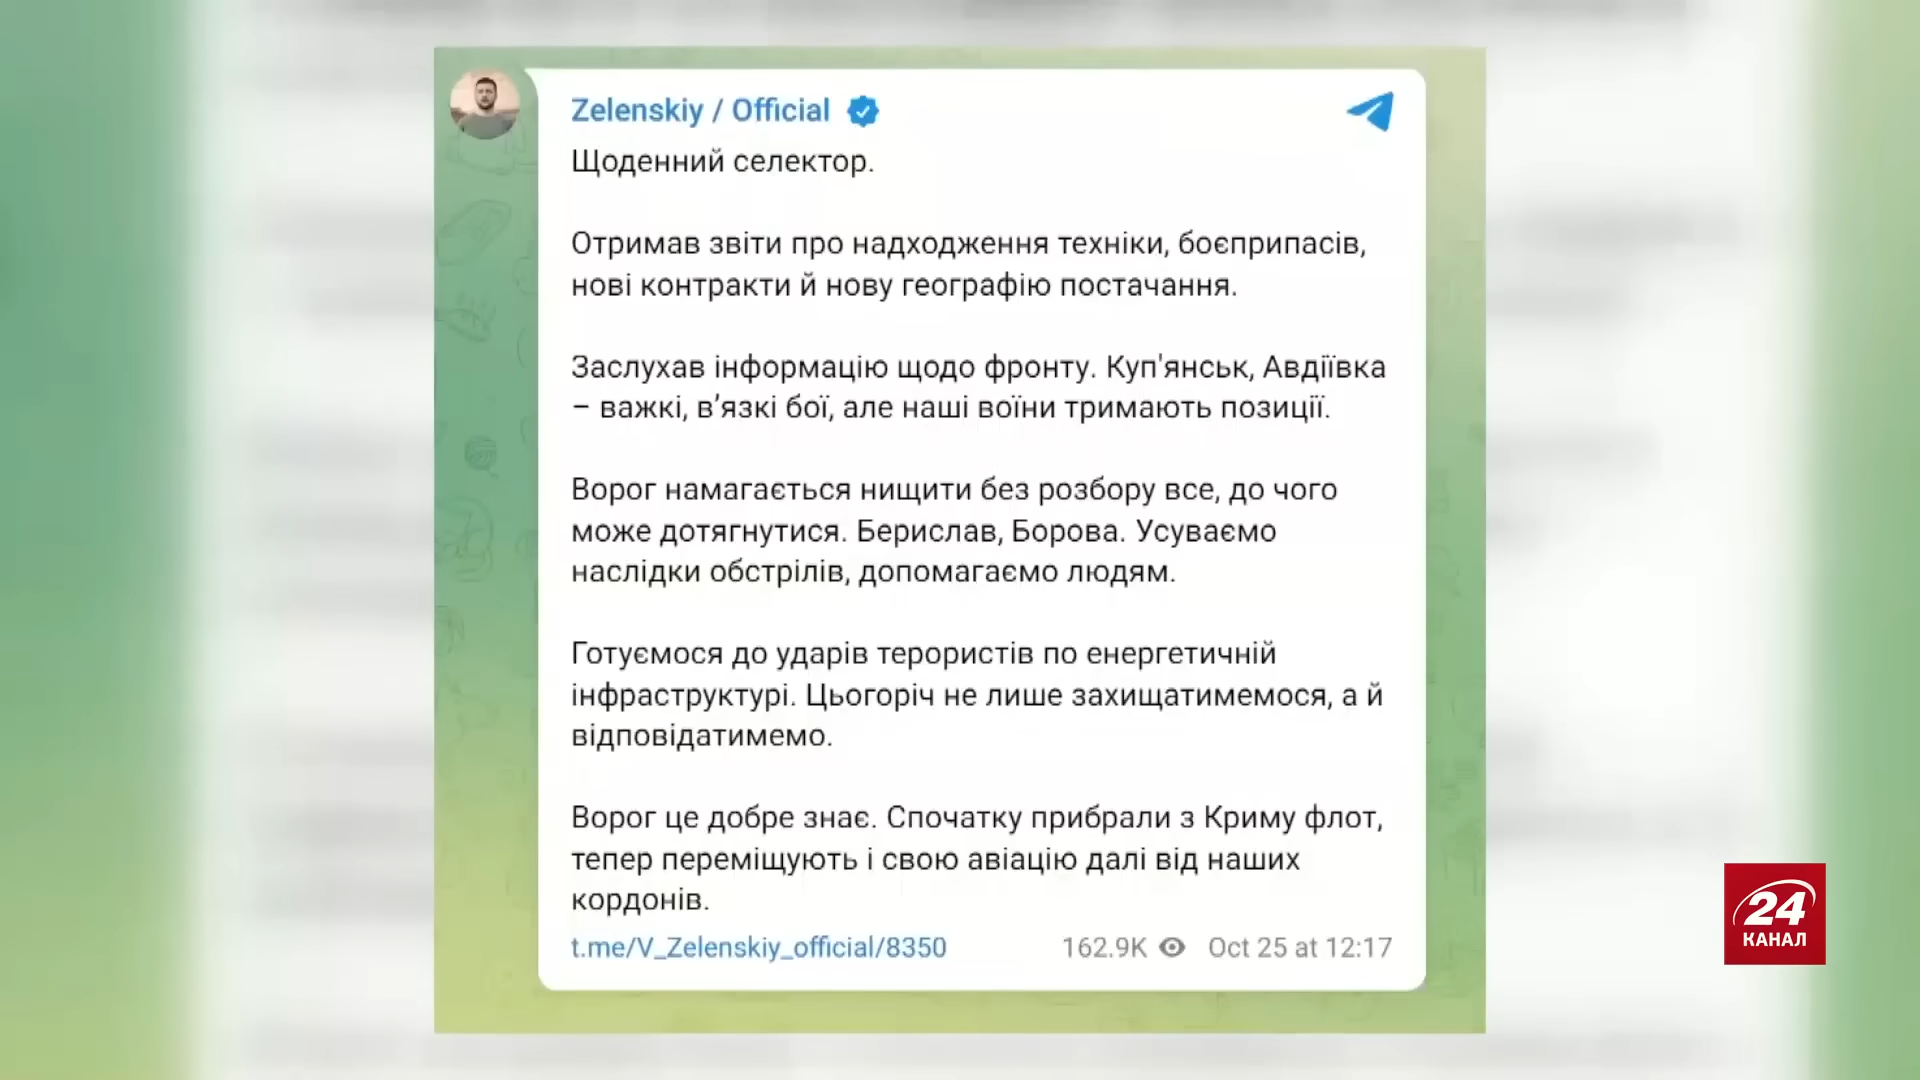 Zelenskiy / Official
Щоденний селектор.
Отримав звіти про надходження техніки, боєприпасів,
нові контракти й нову географію постачання.
Заслухав інформацію щодо фронту. Куп'янськ, Авдіївка
– важкі, в’язкі бої, але наші воїни тримають позиції.
Ворог намагається нищити без розбору все, до чого
може дотягнутися. Берислав, Борова. Усуваємо
наслідки обстрілів, допомагаємо людям.
Готуємося до ударів терористів по енергетичній
інфраструктурі. Цьогоріч не лише захищатимемося, а й
відповідатимемо.
Ворог це добре знає. Спочатку прибрали з Криму флот,
тепер переміщують і свою авіацію далі від наших
кордонів.
t.me/V_Zelenskiy_official/8350 162.9K Oct 25 at 12:17
24
КАНАЛ